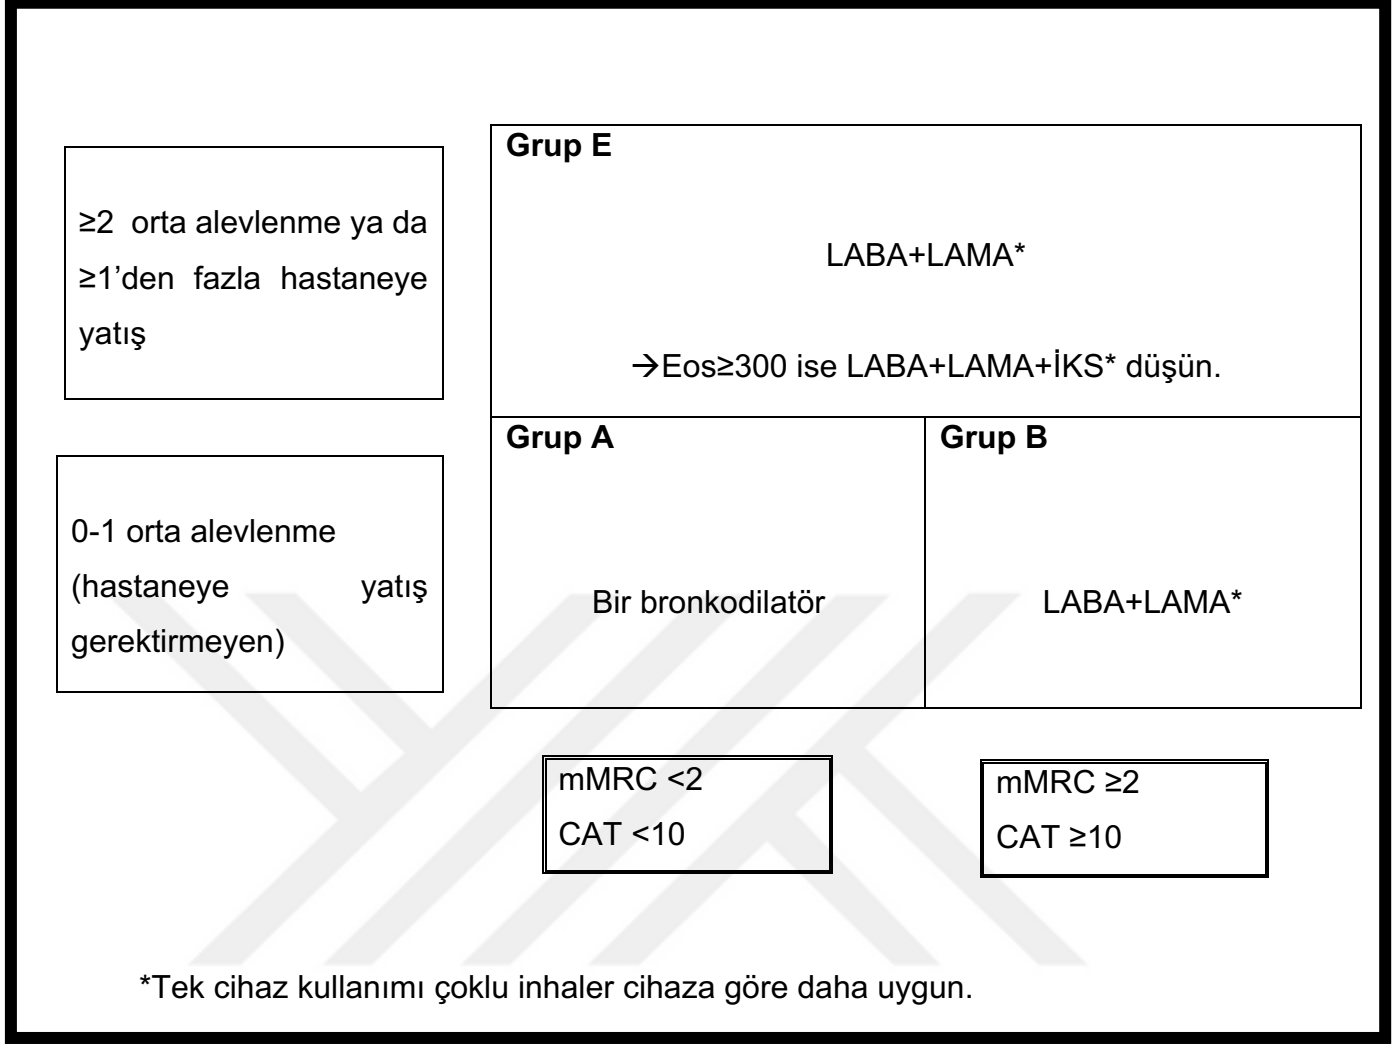 ≥2 orta alevlenme ya da
≥1’den fazla hastaneye
yatış
Grup E
LABA+LAMA*
→Eos≥300 ise LABA+LAMA+İKS* düşün.
0-1 orta alevlenme
(hastaneye yatış
gerektirmeyen)
Grup A
Bir bronkodilatör
Grup B
LABA+LAMA*
mMRC <2
CAT <10
mMRC ≥2
CAT ≥10
*Tek cihaz kullanımı çoklu inhaler cihaza göre daha uygun.